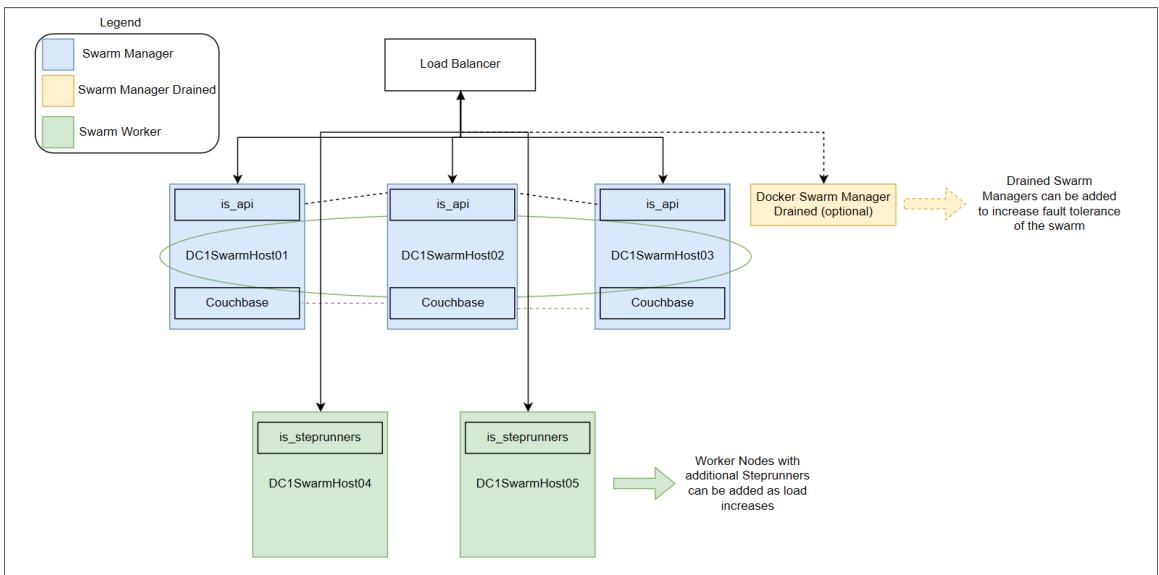 Legend
Swarm Manager
Swarm Manager Drained
Swarm Worker
Load Balancer
is_api
is_api
is_api
Docker Swarm Manager
Drained (optional)
Drained Swarm
Managers can be added
to increase fault tolerance
of the swarm
DC1SwarmHost01
DC1SwarmHost02
DC1SwarmHost03
Couchbase
Couchbase
Couchbase
is_steprunners
is_steprunners
DC1SwarmHost04
DC1SwarmHost05
Worker Nodes with
additional Steprunners
can be added as load
increases